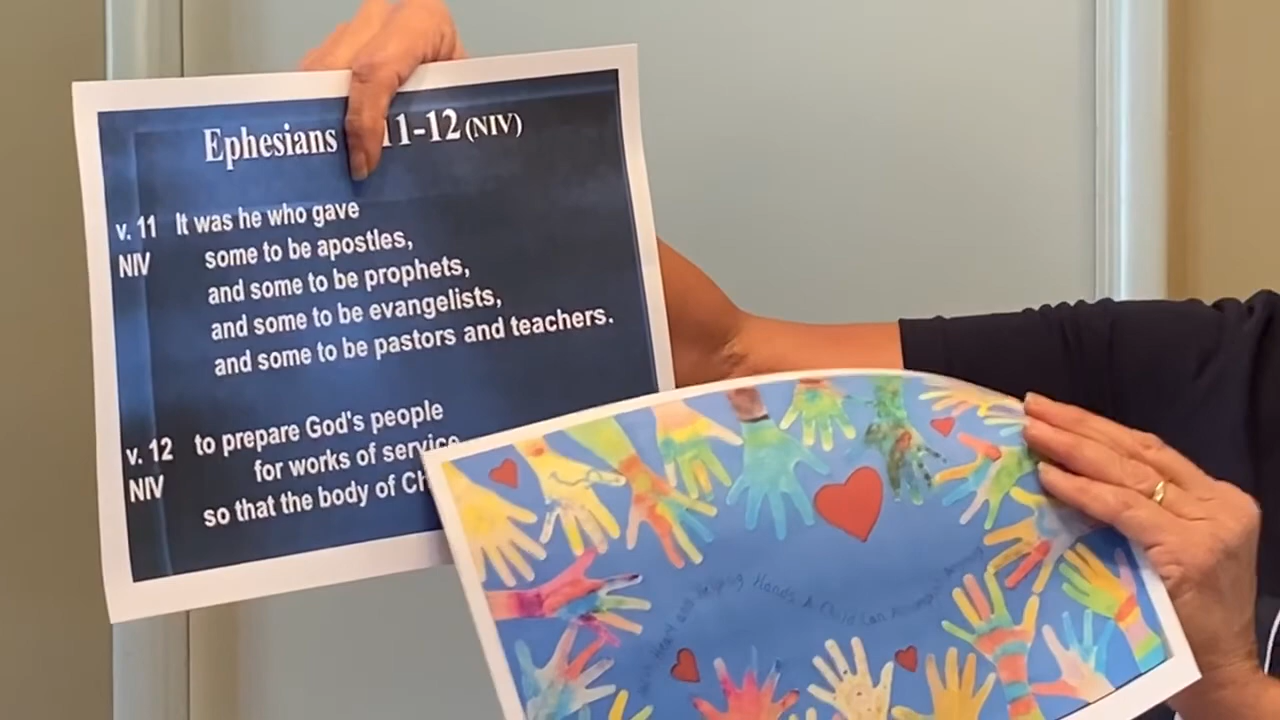 Ephesians 11-12 (NIV)
v. 11 It was he who gave
NIV some to be apostles,
and some to be prophets,
and some to be evangelists,
and some to be pastors and teachers.
v. 12 to prepare God's people
NIV for works of service
so that the body of
Hands A Child Can